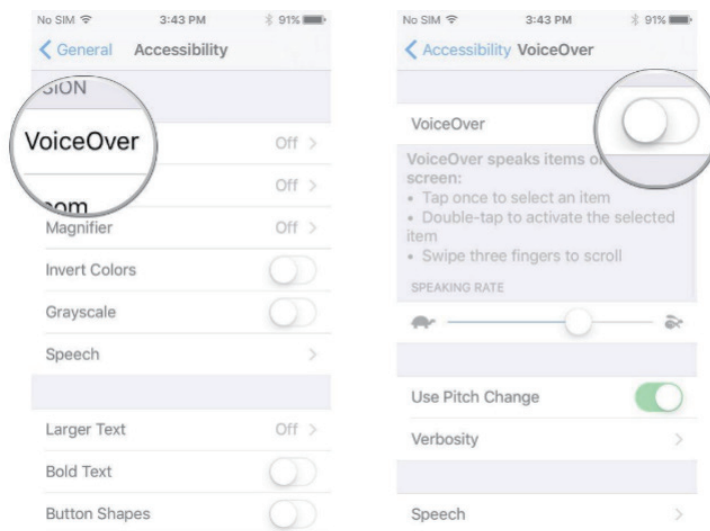 No SIM 3:43 PM 91%
General Accessibility
SION
VoiceOver Off
oom Off
Magnifier Off
Invert Colors
Grayscale
Speech
Larger Text Off
Bold Text
Button Shapes
No SIM 3:43 PM 91%
Accessibility VoiceOver
VoiceOver
VoiceOver speaks items o
screen:
• Tap once to select an item
• Double-tap to activate the selected
item
• Swipe three fingers to scroll
SPEAKING RATE
Use Pitch Change
Verbosity
Speech